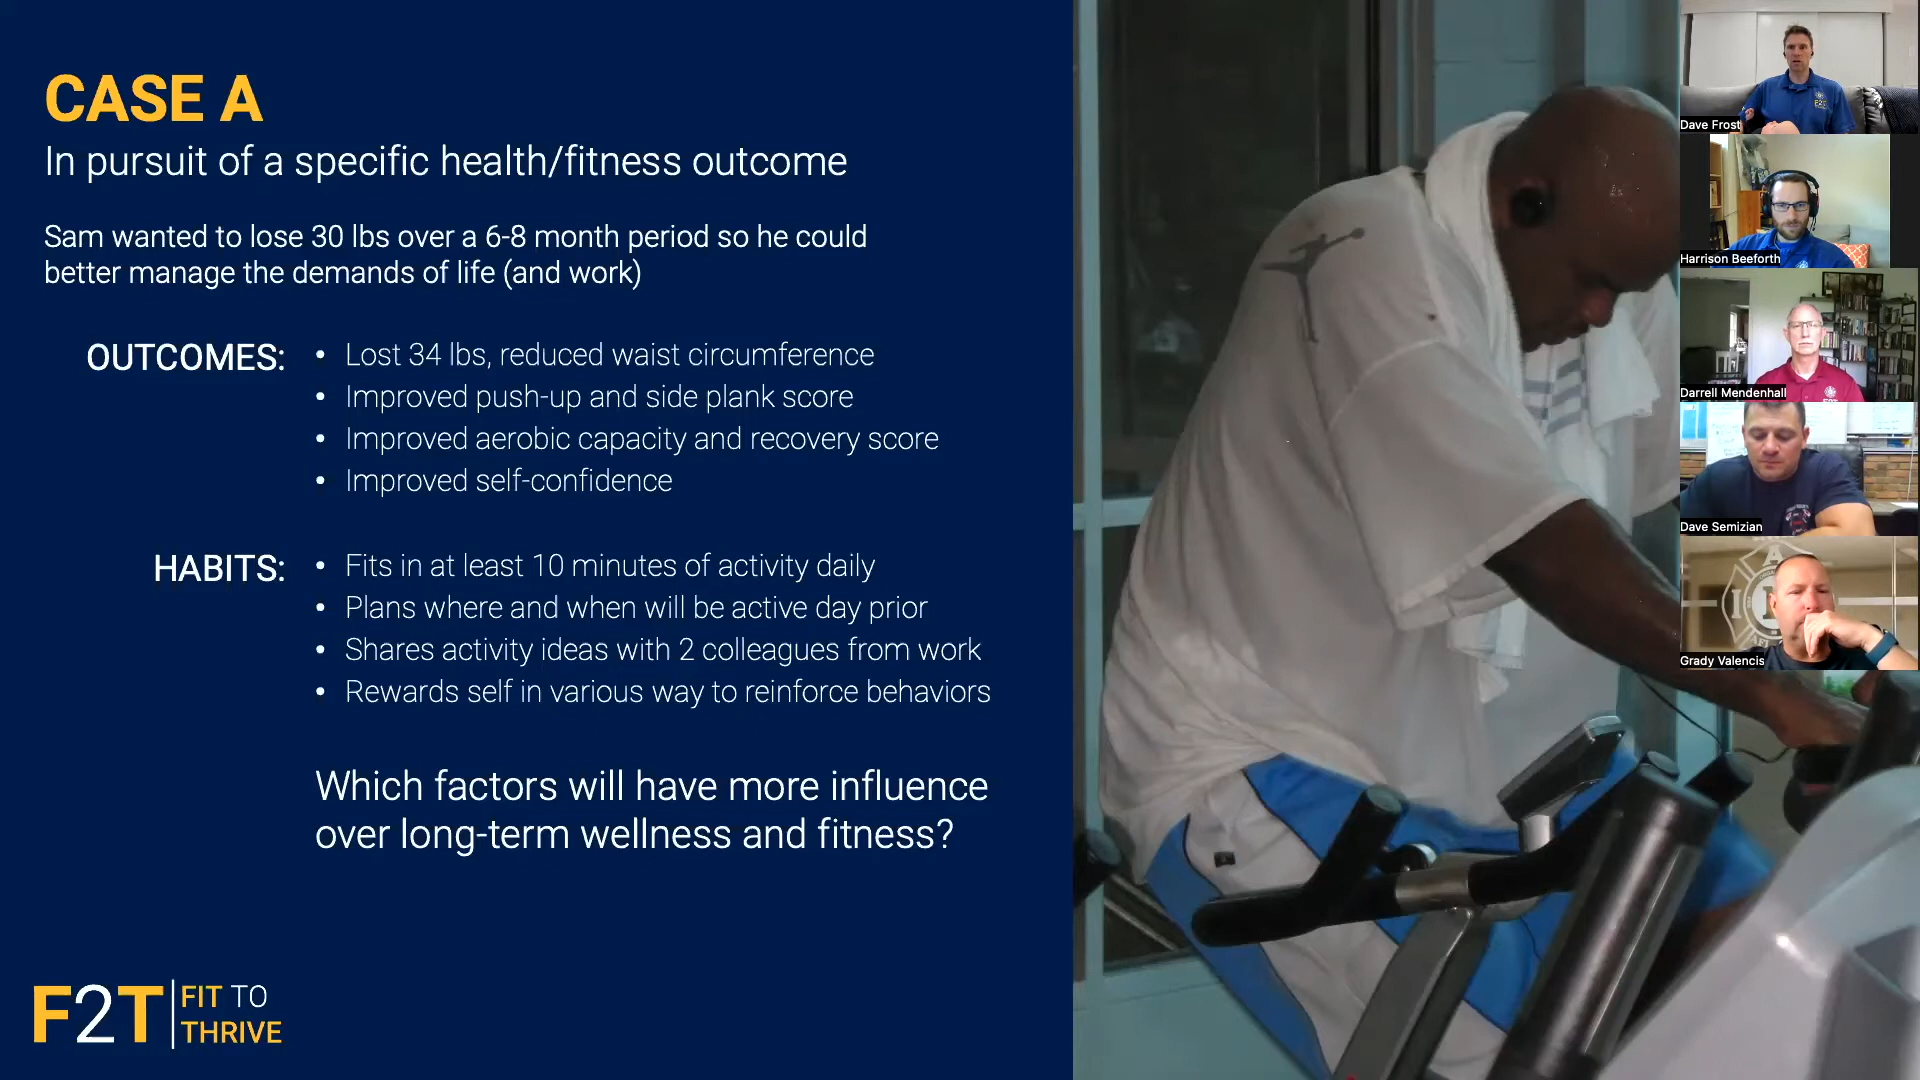 CASE A
In pursuit of a specific health/fitness outcome
Sam wanted to lose 30 lbs over a 6-8 month period so he could
better manage the demands of life (and work)
OUTCOMES:
• Lost 34 lbs, reduced waist circumference
• Improved push-up and side plank score
• Improved aerobic capacity and recovery score
• Improved self-confidence
HABITS:
• Fits in at least 10 minutes of activity daily
• Plans where and when will be active day prior
• Shares activity ideas with 2 colleagues from work
• Rewards self in various way to reinforce behaviors
Which factors will have more influence
over long-term wellness and fitness?
F2T
FIT TO
THRIVE
Dave Frost
Harrison Beeforth
Darrell Mendenhall
Dave Semizian
Grady Valencis